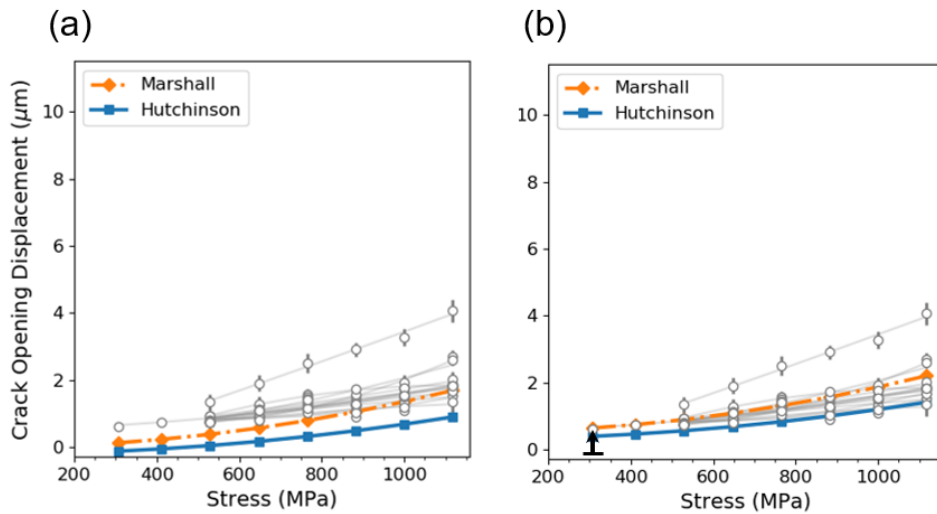 (a)
(b)
Crack Opening Displacement (μm)
Marshall
Hutchinson
10
8
6
4
2
0
200 400 600 800 1000
Stress (MPa)
Marshall
Hutchinson
10
8
6
4
2
0
200 400 600 800 1000
Stress (MPa)